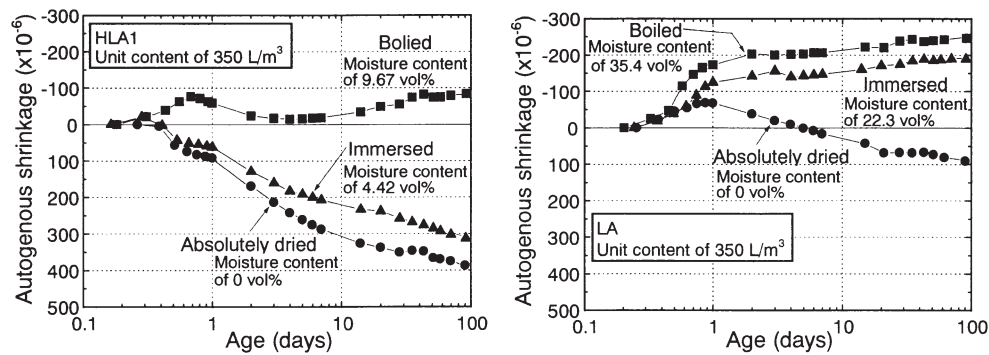 Autogenous shrinkage (x10-6)
-300
-200
-100
0
100
200
300
400
500
HLA1
Unit content of 350 L/m3
Bolied
Moisture content
of 9.67 vol%
Immersed
Moisture content
of 4.42 vol%
Absolutely dried
Moisture content
of 0 vol%
0.1
1
10
100
Age (days)
Autogenous shrinkage (x10-6)
-300
-200
-100
0
100
200
300
400
500
Boiled
Moisture content
of 35.4 vol%
Immersed
Moisture content
of 22.3 vol%
Absolutely dried
Moisture content
of 0 vol%
LA
Unit content of 350 L/m3
0.1
1
10
100
Age (days)